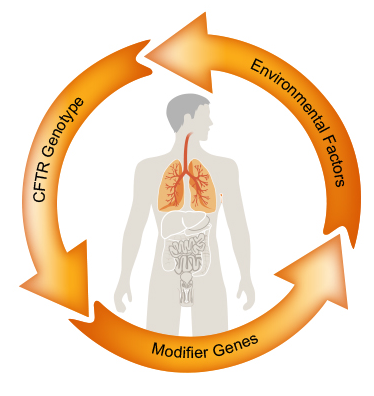 CFTR Genotype
Environmental Factors
Modifier Genes